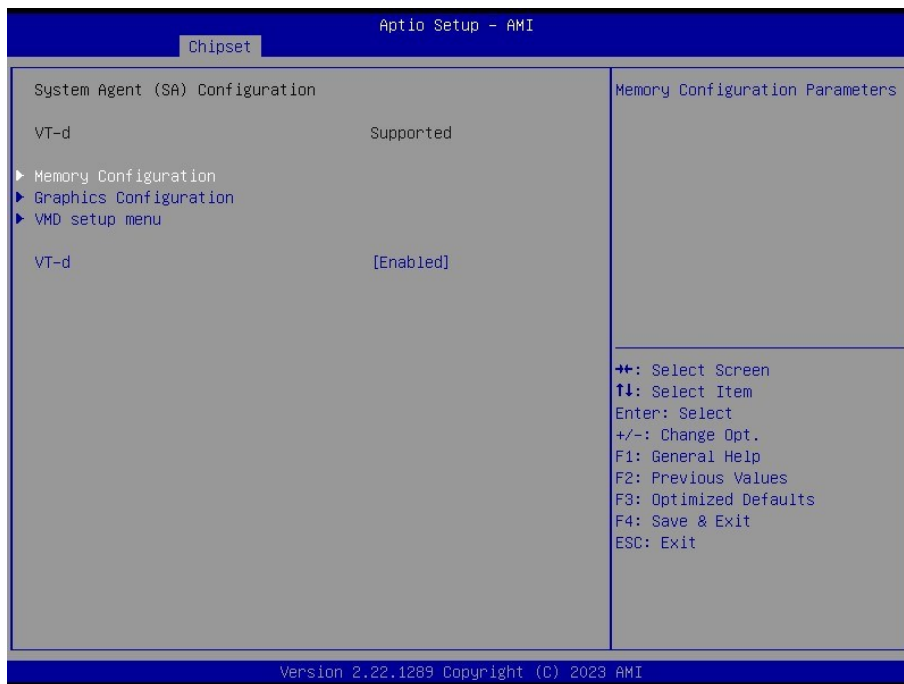 Aptio Setup - AMI
Chipset
System Agent (SA) Configuration
VT-d Supported
▶ Memory Configuration
▶ Graphics Configuration
▶ VMD setup menu
VT-d [Enabled]
Memory Configuration Parameters
→←: Select Screen
↑↓: Select Item
Enter: Select
+/-: Change Opt.
F1: General Help
F2: Previous Values
F3: Optimized Defaults
F4: Save & Exit
ESC: Exit
Version 2.22.1289 Copyright (C) 2023 AMI